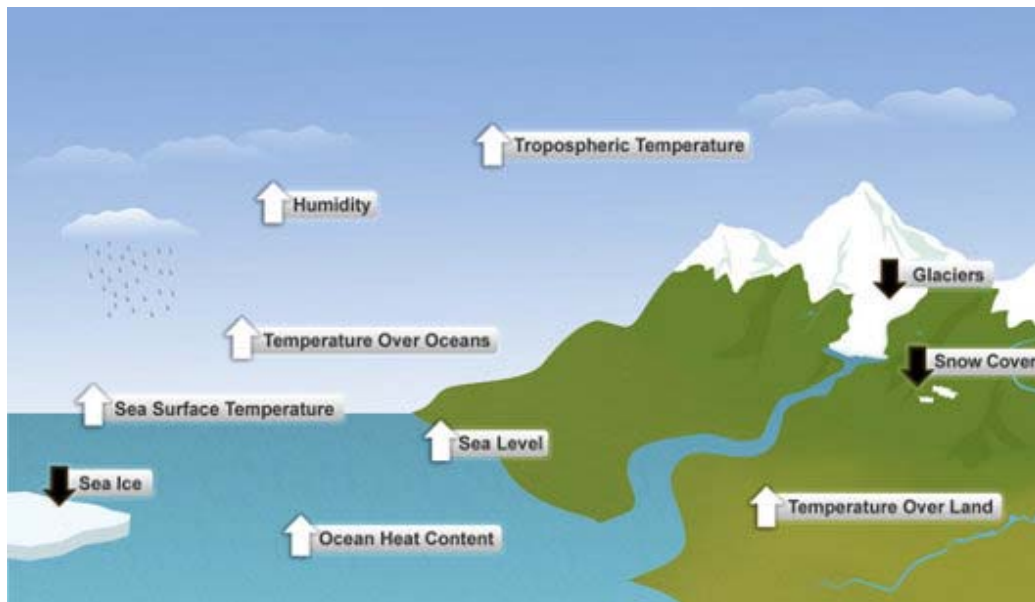 Tropospheric Temperature
Humidity
Glaciers
Temperature Over Oceans
Snow Cover
Sea Surface Temperature
Sea Level
Sea Ice
Temperature Over Land
Ocean Heat Content